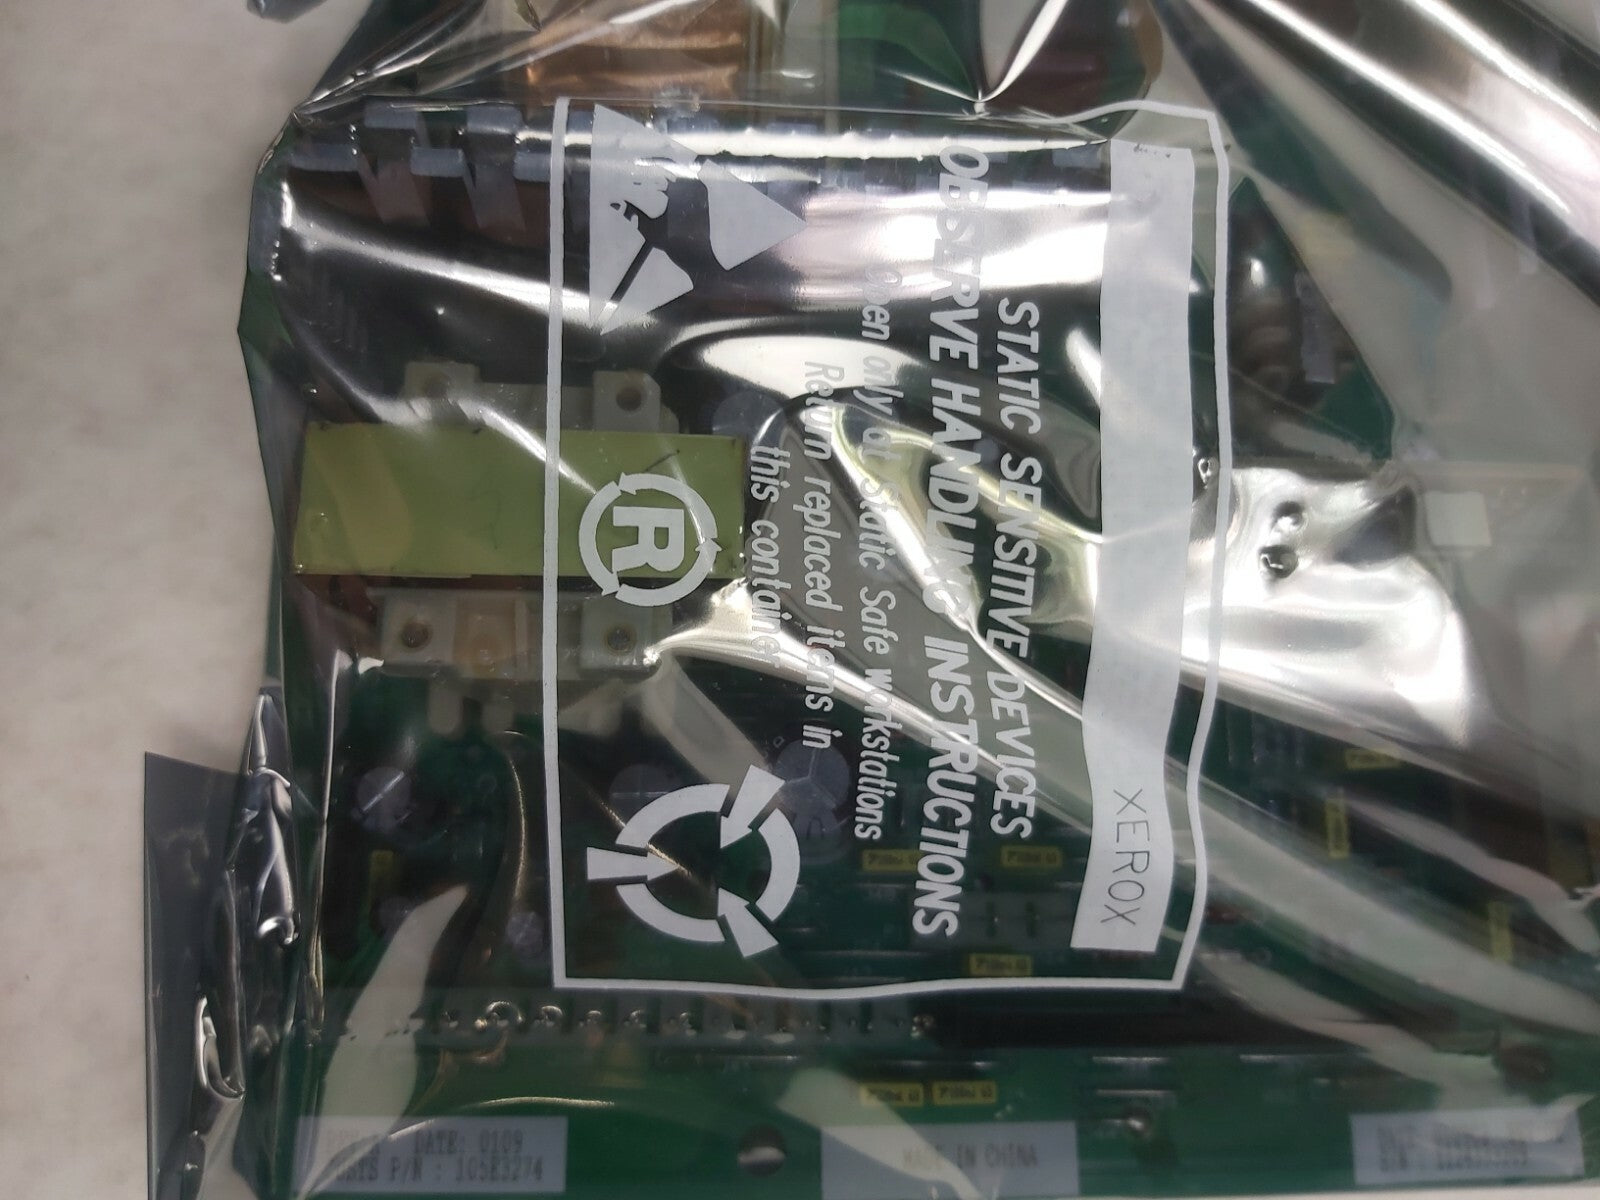 XEROX
STATIC SENSITIVE DEVICES
OBSERVE HANDLING INSTRUCTIONS
Open only at Static Safe workstations
Return replaced items in
this container
R
DATE: 0109
P/N : 105E3274
MADE IN CHINA